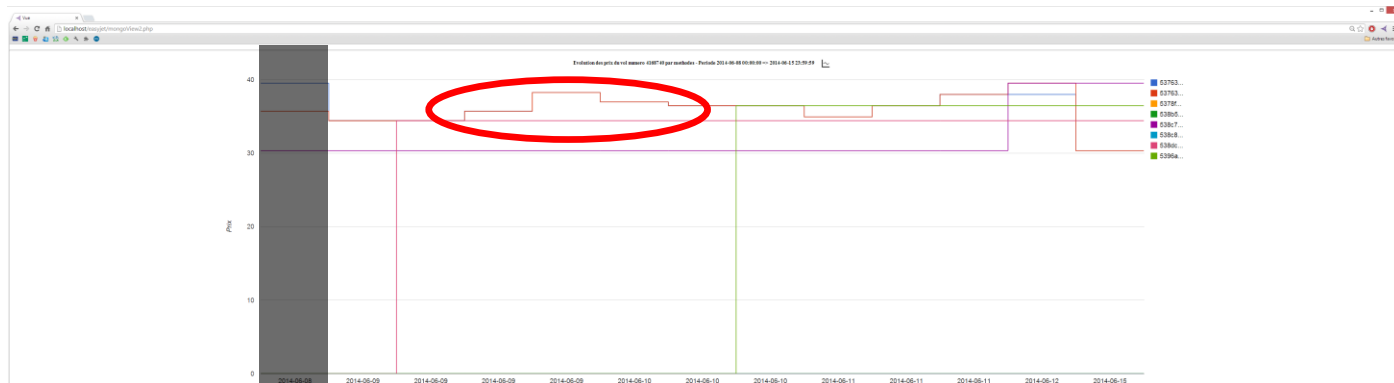 localhost/easyjet/mongoView2.php
Evolution des prix du vol numero 4108749 par methodes - Periode 2014-06-08 00:00:00 => 2014-06-15 23:59:59
40
30
Prix
20
10
0
53763...
53763...
5378f...
538b5...
538c7...
538c8...
538dc...
5396a...
2014-06-08 2014-06-09 2014-06-09 2014-06-09 2014-06-09 2014-06-10 2014-06-10 2014-06-10 2014-06-11 2014-06-11 2014-06-11 2014-06-12 2014-06-15